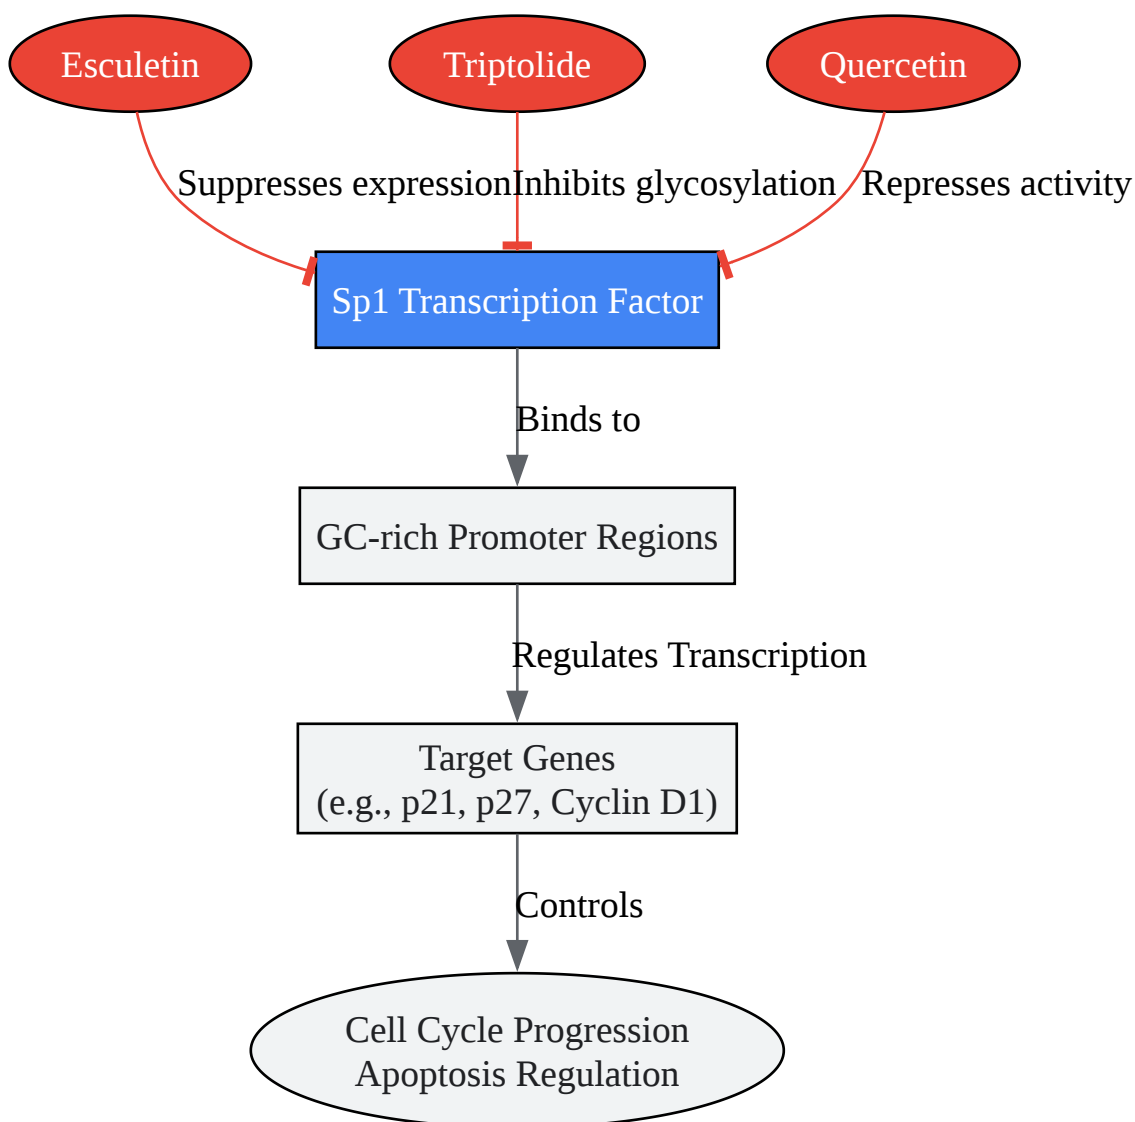 Esculetin
Triptolide
Quercetin
Suppresses expression
Inhibits glycosylation
Represses activity
Sp1 Transcription Factor
Binds to
GC-rich Promoter Regions
Regulates Transcription
Target Genes
(e.g., p21, p27, Cyclin D1)
Controls
Cell Cycle Progression
Apoptosis Regulation